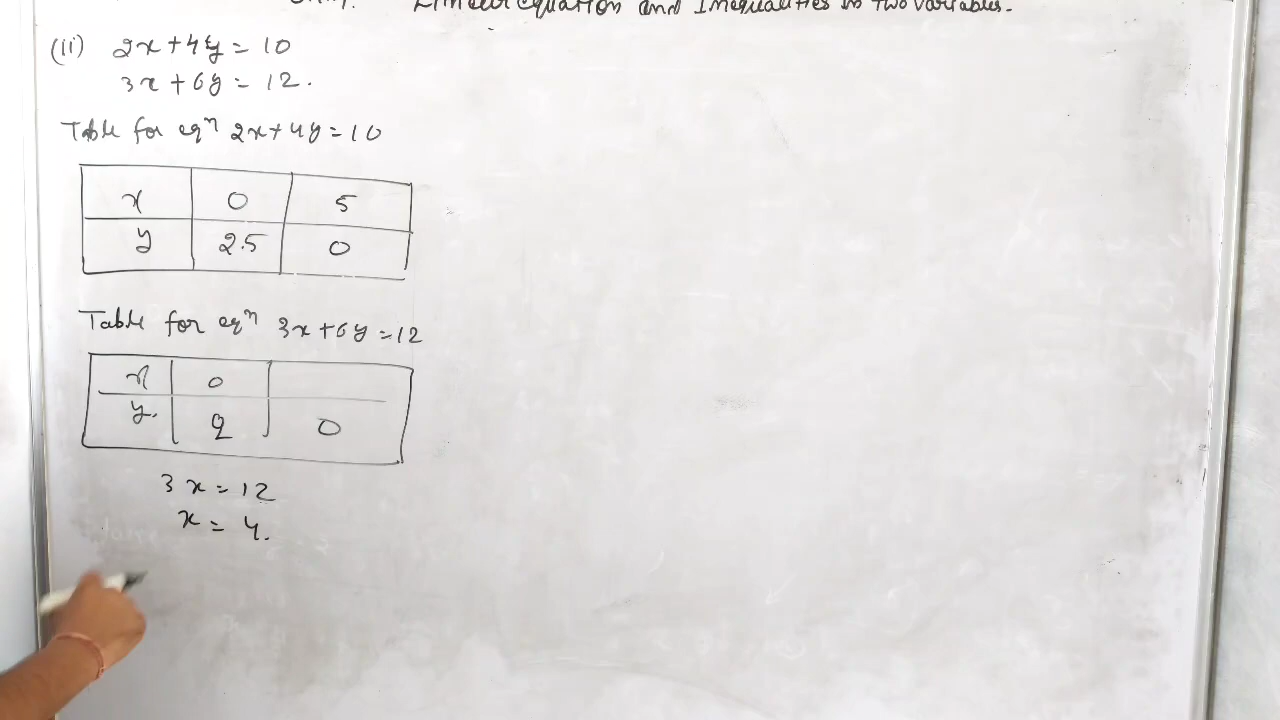 Linear equation and Inequalities in two variables.
(ii) 2x + 4y = 10
3x + 6y = 12.
Table for eqⁿ 2x + 4y = 10
x 0 5
y 2.5 0
Table for eqⁿ 3x + 6y = 12
x 0
y. 2 0
3x = 12
x = 4.